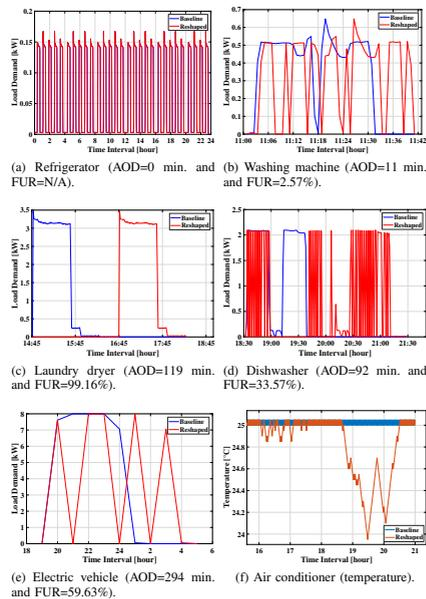 0.2
0.15
0.1
0.05
0
Load Demand [kW]
Baseline
Reshaped
0 2 4 6 8 10 12 14 16 18 20 22 24
Time Interval [hour]
(a) Refrigerator (AOD=0 min. and
FUR=N/A).
0.7
0.6
0.5
0.4
0.3
0.2
0.1
0
Load Demand [kW]
Baseline
Reshaped
11:00 11:06 11:12 11:18 11:24 11:30 11:36 11:42
Time Interval [hour]
(b) Washing machine (AOD=11 min.
and FUR=2.57%).
3.5
3
2.5
2
1.5
1
0.5
0
Load Demand [kW]
Baseline
Reshaped
14:45 15:45 16:45 17:45 18:45
Time Interval [hour]
(c) Laundry dryer (AOD=119 min.
and FUR=99.16%).
2.5
2
1.5
1
0.5
0
Load Demand [kW]
Baseline
Reshaped
18:30 19:00 19:30 20:00 20:30 21:00 21:30
Time Interval [hour]
(d) Dishwasher (AOD=92 min. and
FUR=33.57%).
8
7
6
5
4
3
2
1
0
Load Demand [kW]
Baseline
Reshaped
18 20 22 24 2 4 6
Time Interval [hour]
(e) Electric vehicle (AOD=294 min.
and FUR=59.63%).
25
24.8
24.6
24.4
24.2
24
Temperature [°C]
Baseline
Reshaped
16 17 18 19 20 21
Time Interval [hour]
(f) Air conditioner (temperature).